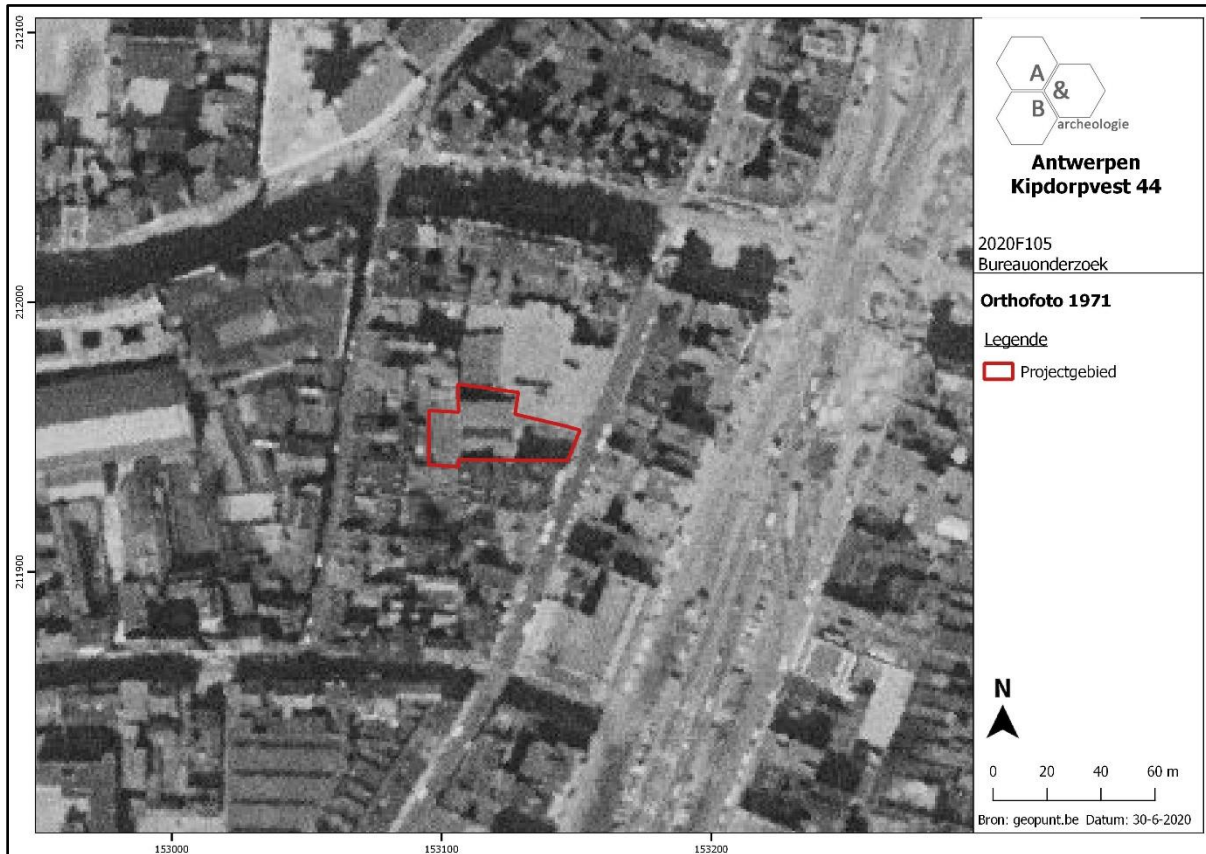 212100
212000
211900
153000
153100
153200
A
&
B
archeologie
Antwerpen
Kipdorpvest 44
2020F105
Bureauonderzoek
Orthofoto 1971
Legende
Projectgebied
N
0 20 40 60 m
Bron: geopunt.be Datum: 30-6-2020